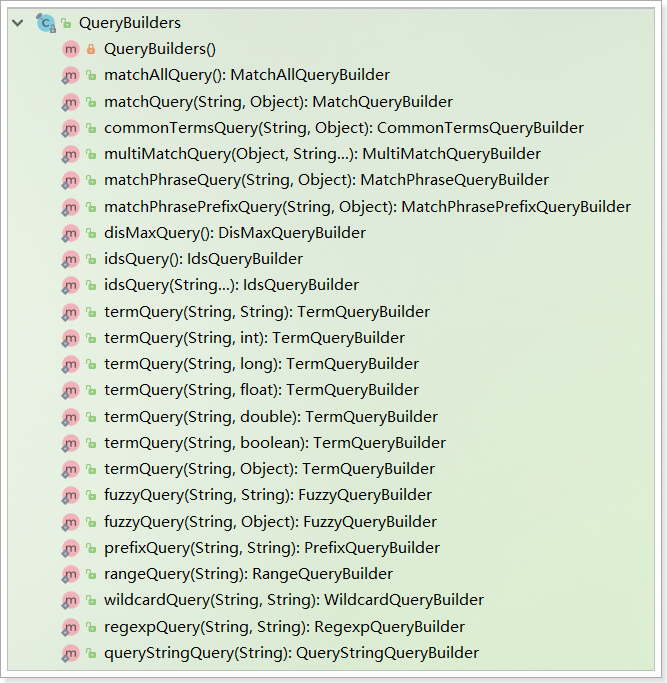 QueryBuilders
QueryBuilders()
matchAllQuery(): MatchAllQueryBuilder
matchQuery(String, Object): MatchQueryBuilder
commonTermsQuery(String, Object): CommonTermsQueryBuilder
multiMatchQuery(Object, String...): MultiMatchQueryBuilder
matchPhraseQuery(String, Object): MatchPhraseQueryBuilder
matchPhrasePrefixQuery(String, Object): MatchPhrasePrefixQueryBuilder
disMaxQuery(): DisMaxQueryBuilder
idsQuery(): IdsQueryBuilder
idsQuery(String...): IdsQueryBuilder
termQuery(String, String): TermQueryBuilder
termQuery(String, int): TermQueryBuilder
termQuery(String, long): TermQueryBuilder
termQuery(String, float): TermQueryBuilder
termQuery(String, double): TermQueryBuilder
termQuery(String, boolean): TermQueryBuilder
termQuery(String, Object): TermQueryBuilder
fuzzyQuery(String, String): FuzzyQueryBuilder
fuzzyQuery(String, Object): FuzzyQueryBuilder
prefixQuery(String, String): PrefixQueryBuilder
rangeQuery(String): RangeQueryBuilder
wildcardQuery(String, String): WildcardQueryBuilder
regexpQuery(String, String): RegexpQueryBuilder
queryStringQuery(String): QueryStringQueryBuilder